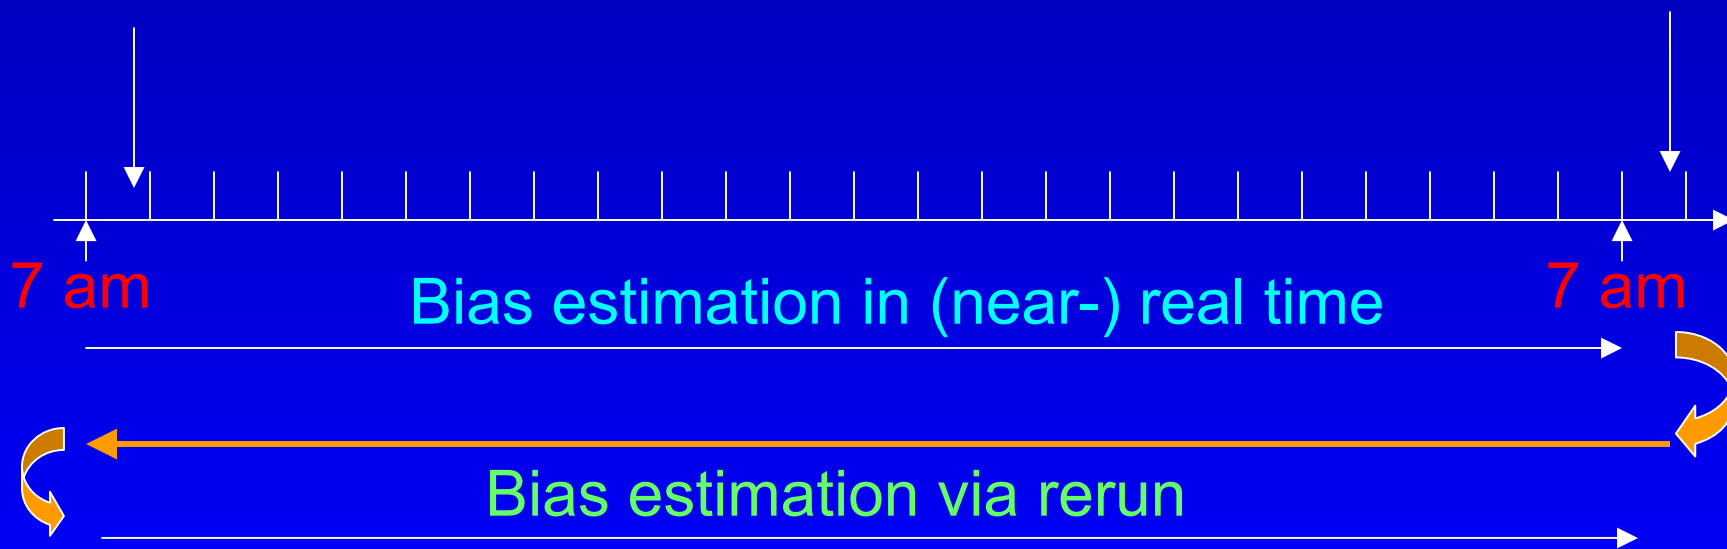 7 am
7 am
Bias estimation in (near-) real time
Bias estimation via rerun